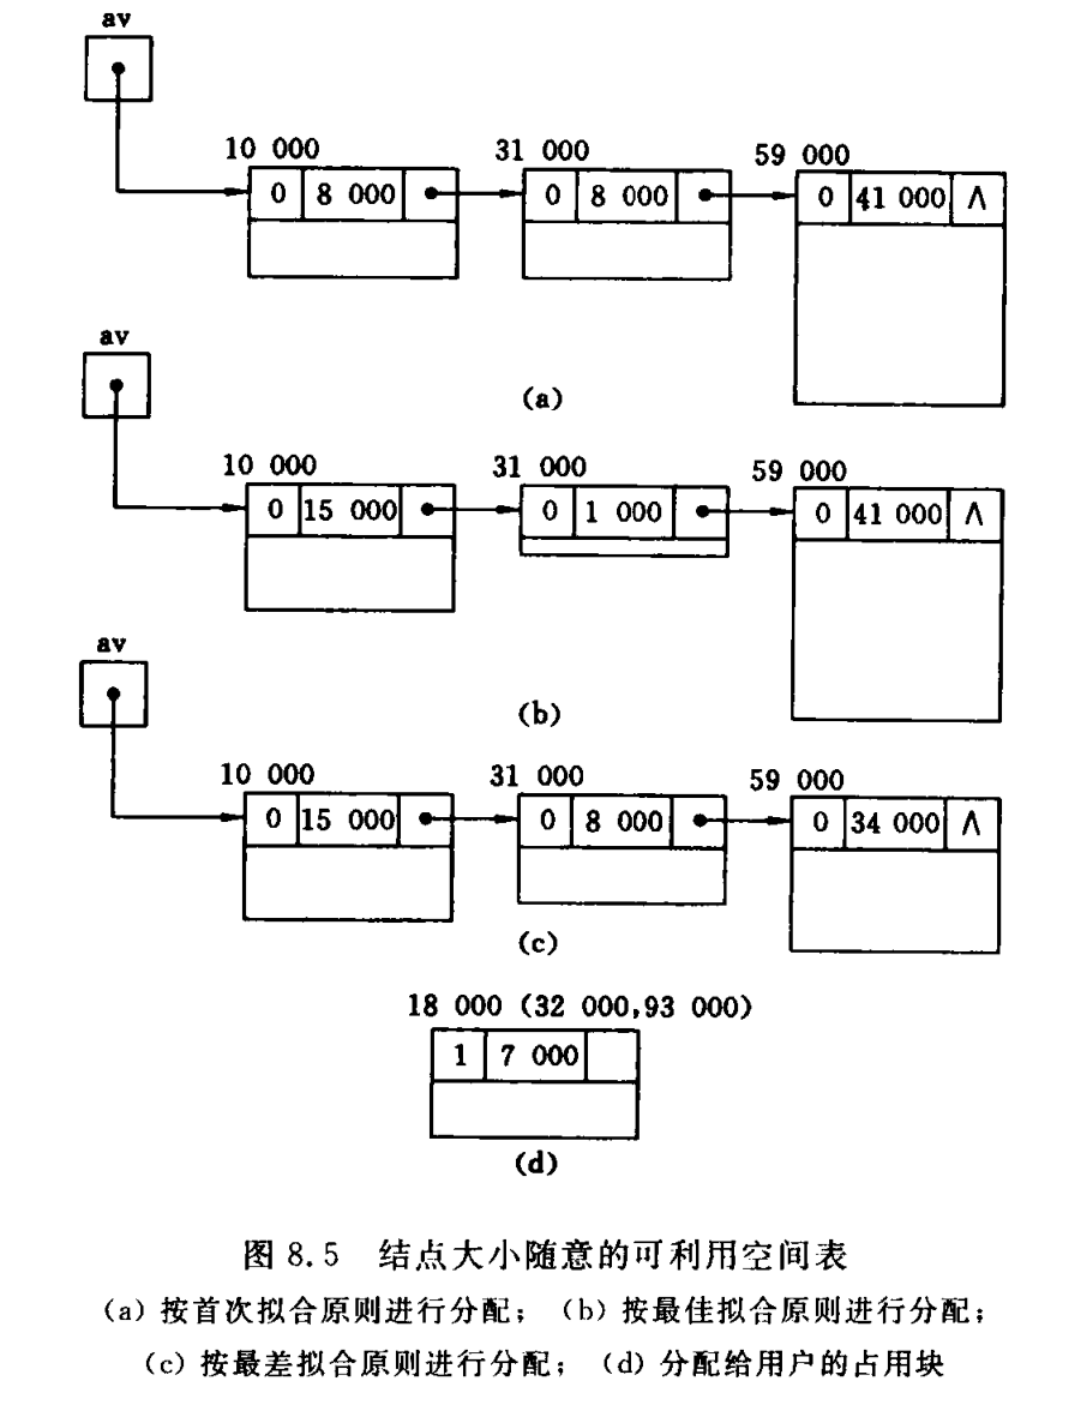 av
10 000 31 000 59 000
0 8 000 0 8 000 0 41 000 ∧
(a)
av
10 000 31 000 59 000
0 15 000 0 1 000 0 41 000 ∧
(b)
av
10 000 31 000 59 000
0 15 000 0 8 000 0 34 000 ∧
(c)
18 000 (32 000,93 000)
1 7 000
(d)
图 8.5 结点大小随意的可利用空间表
(a) 按首次拟合原则进行分配; (b) 按最佳拟合原则进行分配;
(c) 按最差拟合原则进行分配; (d) 分配给用户的占用块